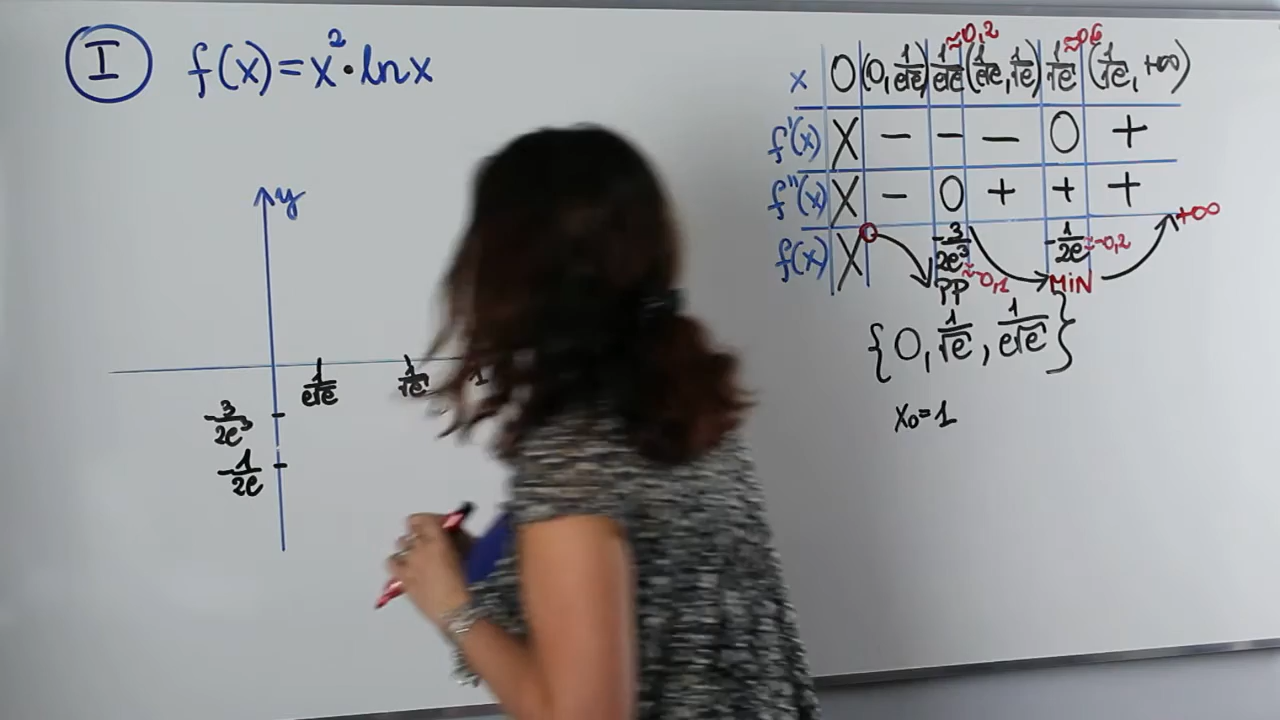 I f(x)=x²·lnx
x 0 (0, 1/e√e) 1/e√e ≈0,2 (1/e√e, 1/√e) 1/√e ≈0,6 (1/√e, +∞)
f'(x) X − − − 0 +
f''(x) X − 0 + + +
f(x) X -3/2e³ ≈-0,1 PP -1/2e ≈-0,2 MiN +∞
{0, 1/√e, 1/e√e}
x₀=1
y
1/e√e 1/√e 1
-3/2e³
-1/2e